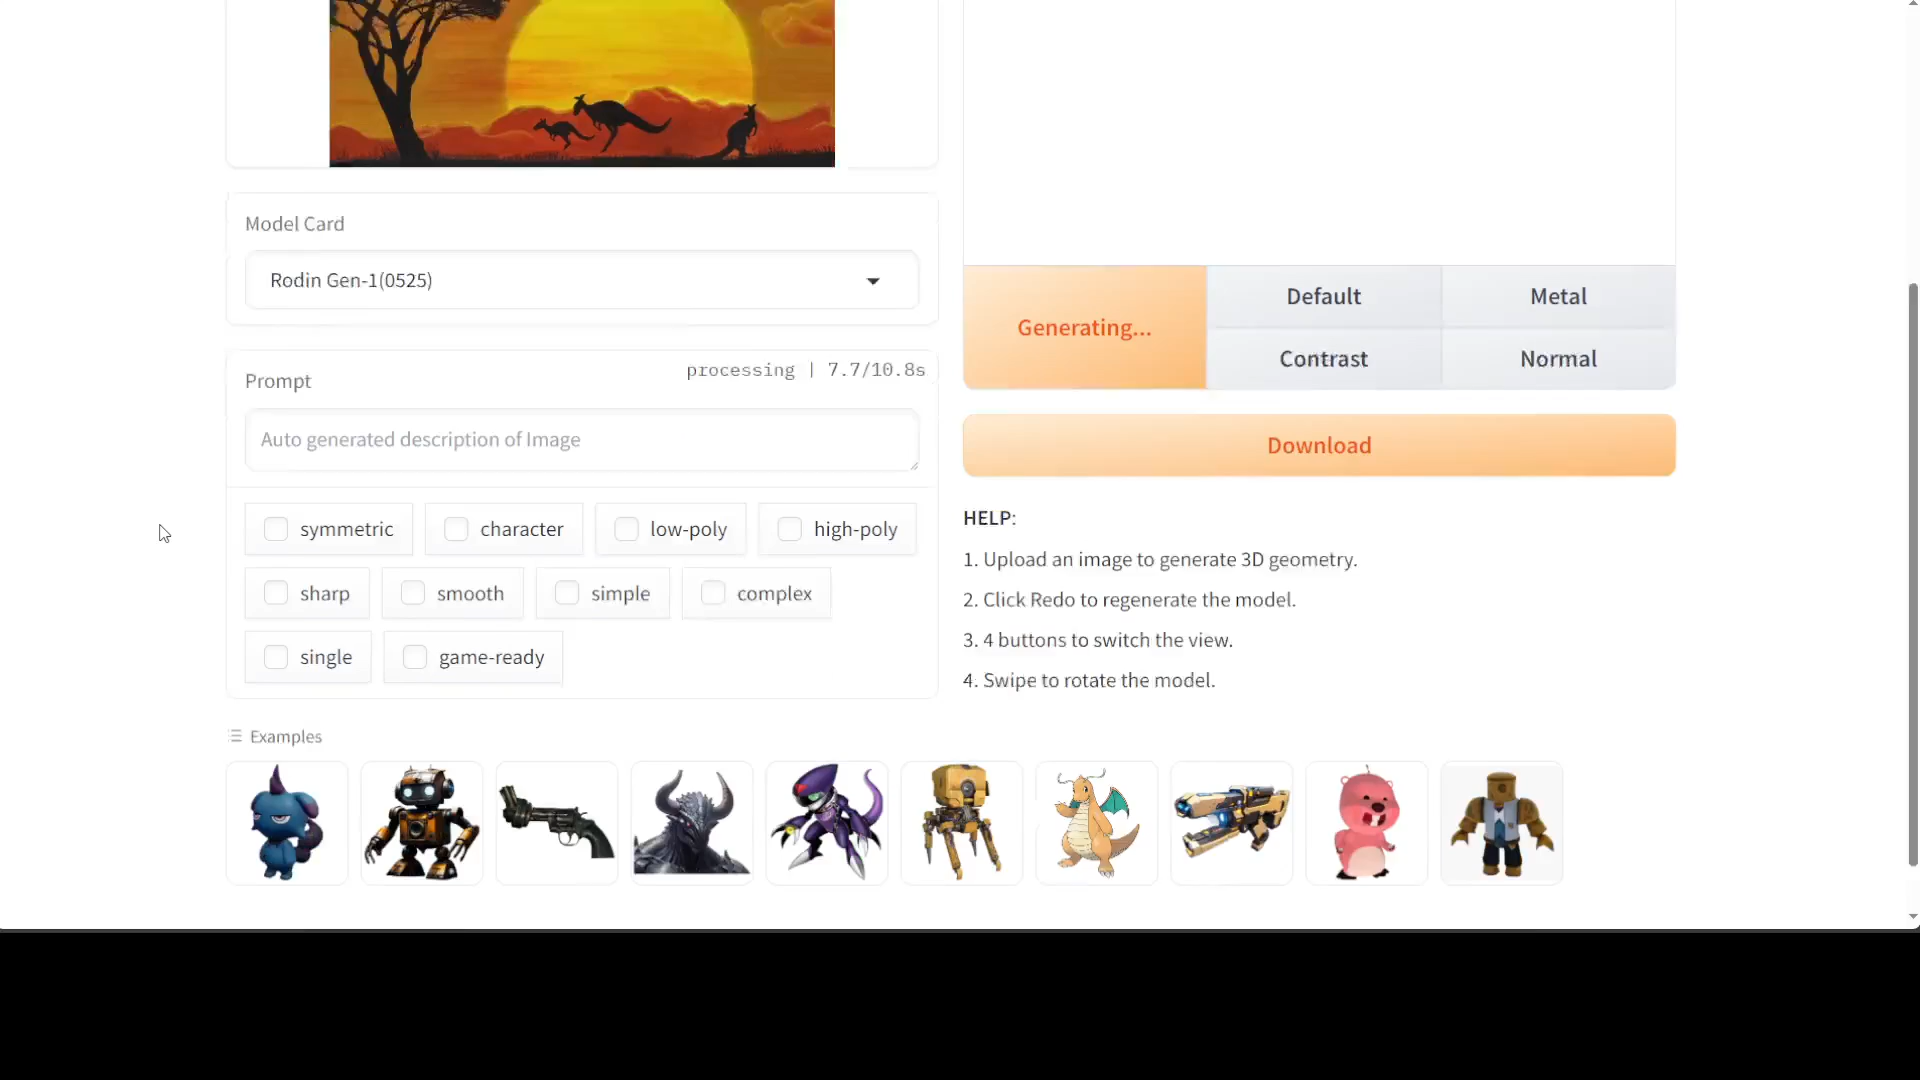 Model Card
Rodin Gen-1(0525)
Prompt
processing | 7.7/10.8s
Auto generated description of Image
symmetric
character
low-poly
high-poly
sharp
smooth
simple
complex
single
game-ready
Generating...
Default
Metal
Contrast
Normal
Download
HELP:
1. Upload an image to generate 3D geometry.
2. Click Redo to regenerate the model.
3. 4 buttons to switch the view.
4. Swipe to rotate the model.
Examples